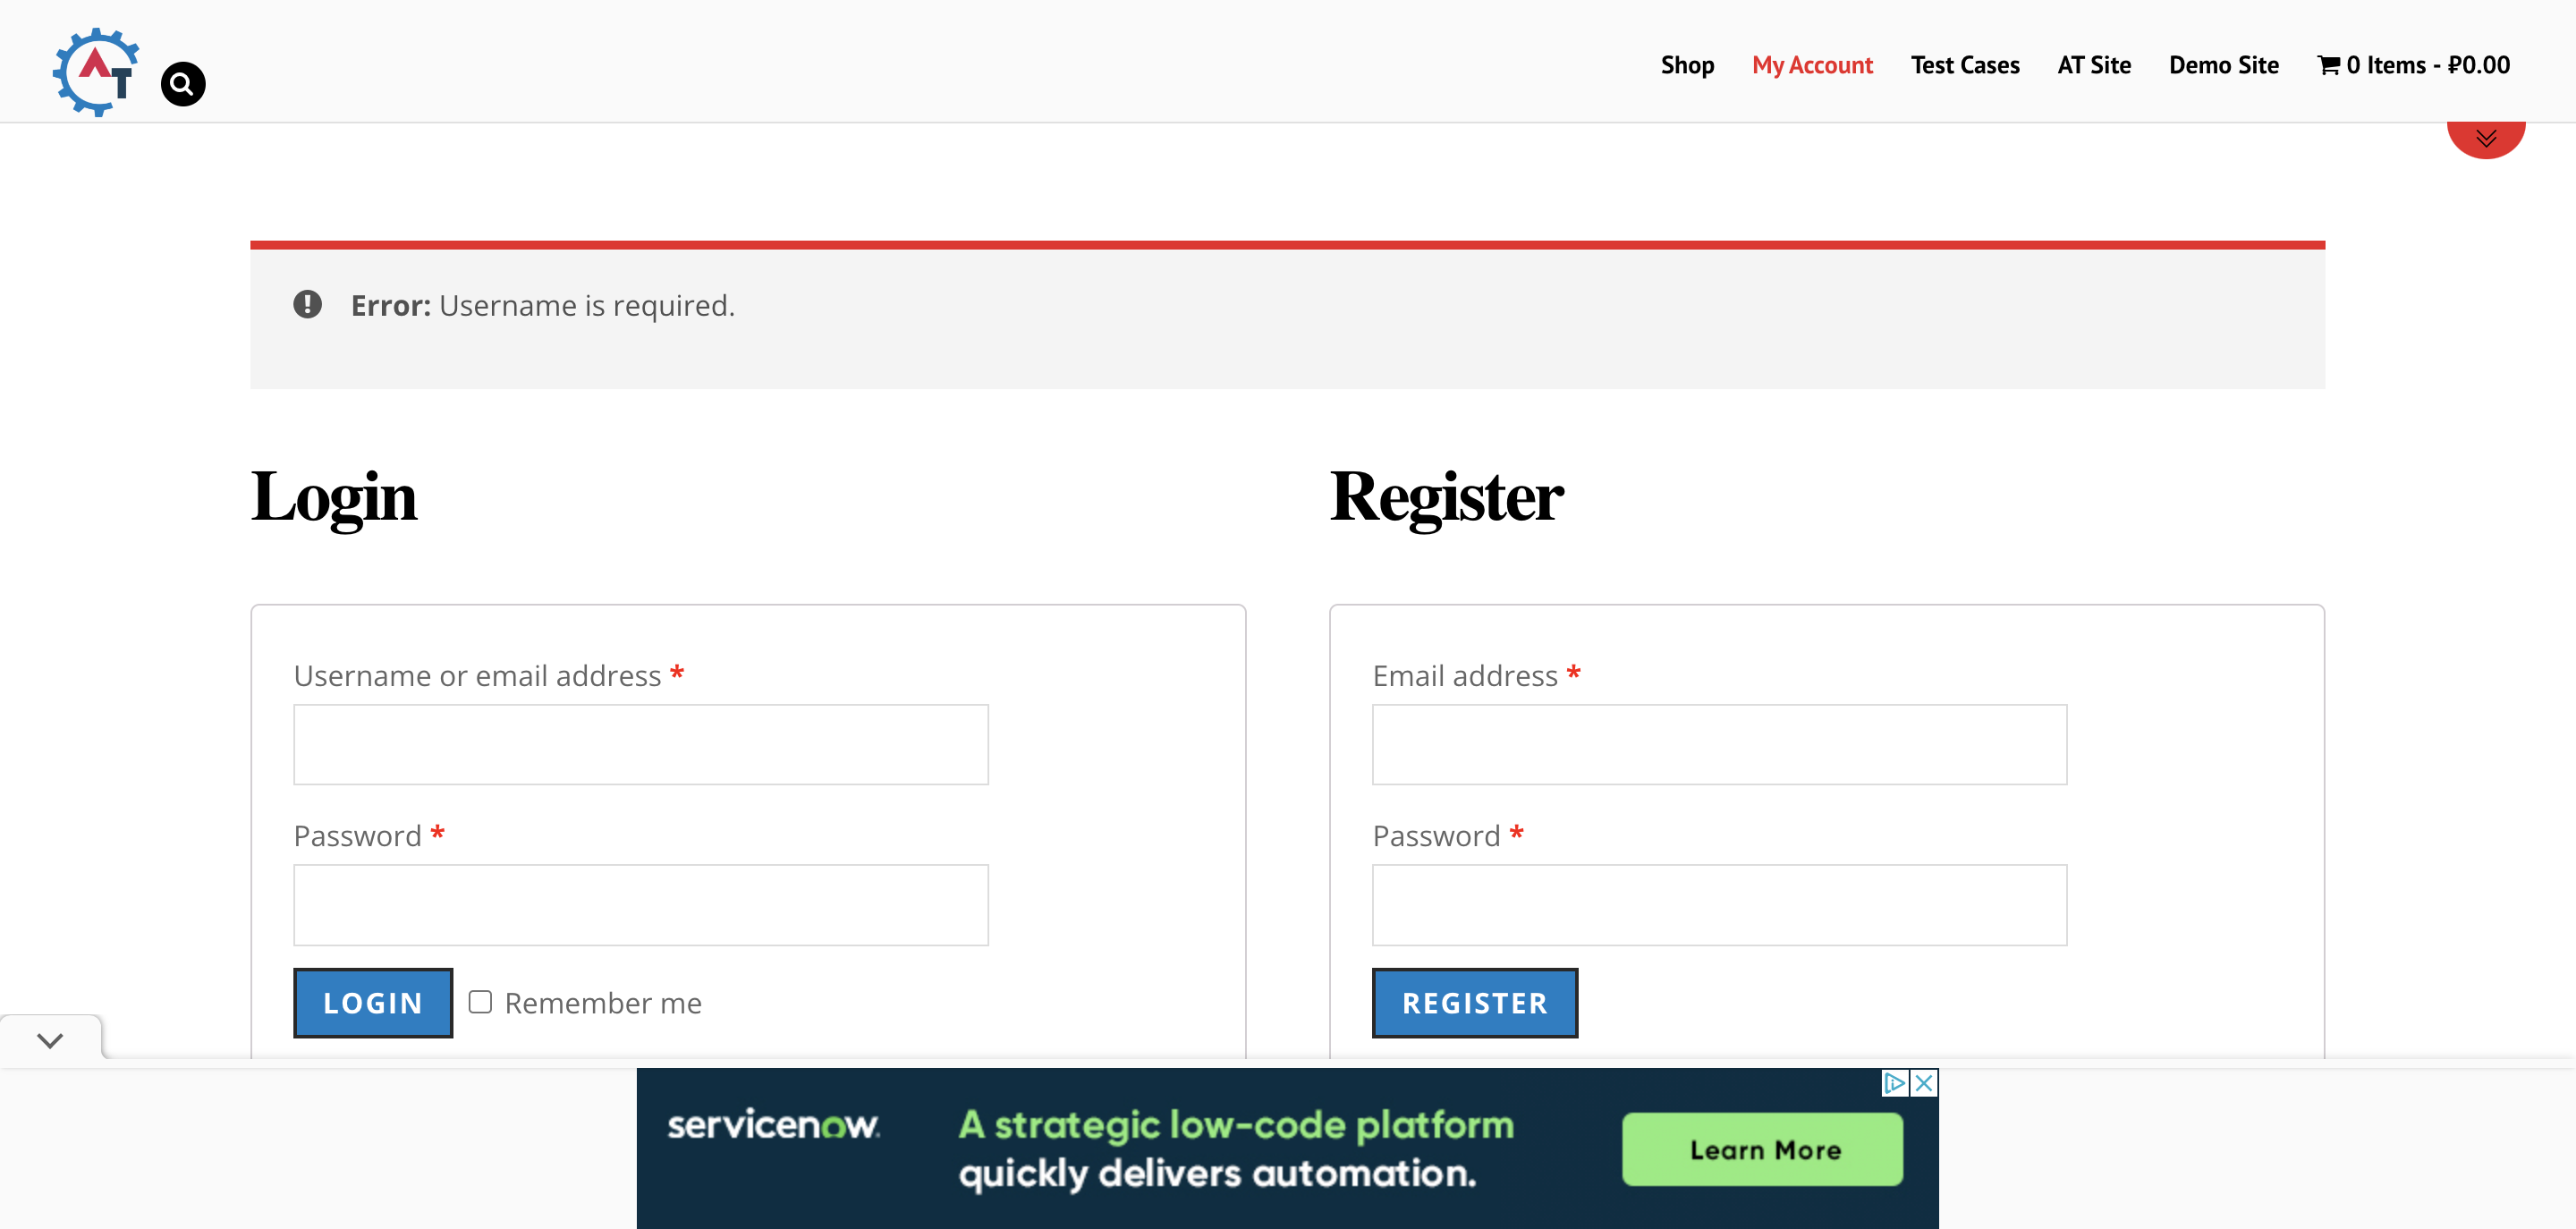 AT
Shop
My Account
Test Cases
AT Site
Demo Site
0 Items - ₽0.00
Error: Username is required.
Login
Register
Username or email address *
Email address *
Password *
Password *
LOGIN
Remember me
REGISTER
servicenow.
A strategic low-code platform
quickly delivers automation.
Learn More